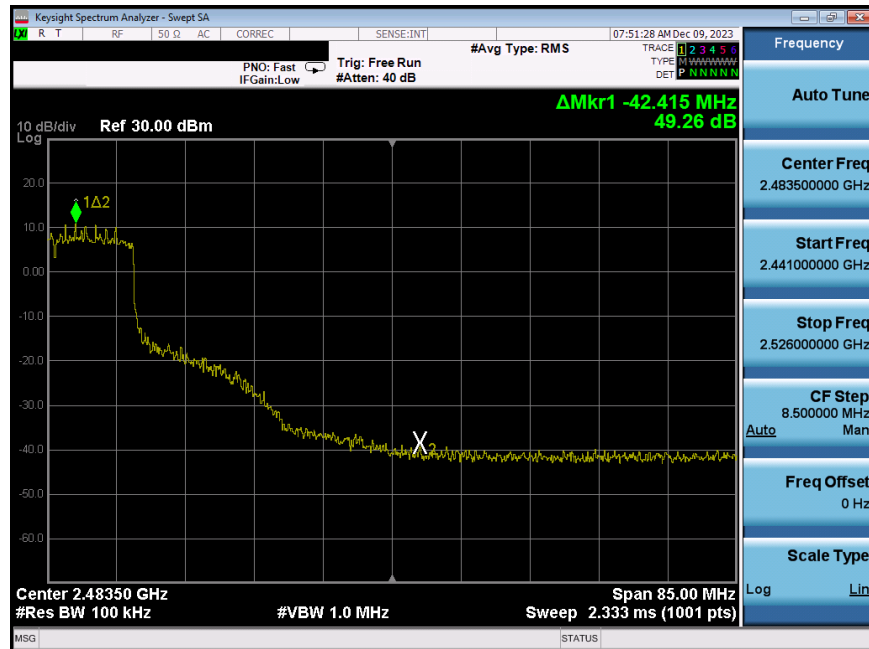 Keysight Spectrum Analyzer - Swept SA
LXI R T RF 50 Ω AC CORREC SENSE:INT 07:51:28 AM Dec 09, 2023
#Avg Type: RMS
TRACE 1 2 3 4 5 6
TYPE M WWWWW
DET P N N N N N
PNO: Fast
IFGain:Low
Trig: Free Run
#Atten: 40 dB
ΔMkr1 -42.415 MHz
49.26 dB
10 dB/div
Log
Ref 30.00 dBm
20.0
10.0
0.00
-10.0
-20.0
-30.0
-40.0
-50.0
-60.0
1Δ2
X2
Center 2.48350 GHz
#Res BW 100 kHz
#VBW 1.0 MHz
Span 85.00 MHz
Sweep 2.333 ms (1001 pts)
MSG
STATUS
Frequency
Auto Tune
Center Freq
2.483500000 GHz
Start Freq
2.441000000 GHz
Stop Freq
2.526000000 GHz
CF Step
8.500000 MHz
Auto Man
Freq Offset
0 Hz
Scale Type
Log Lin